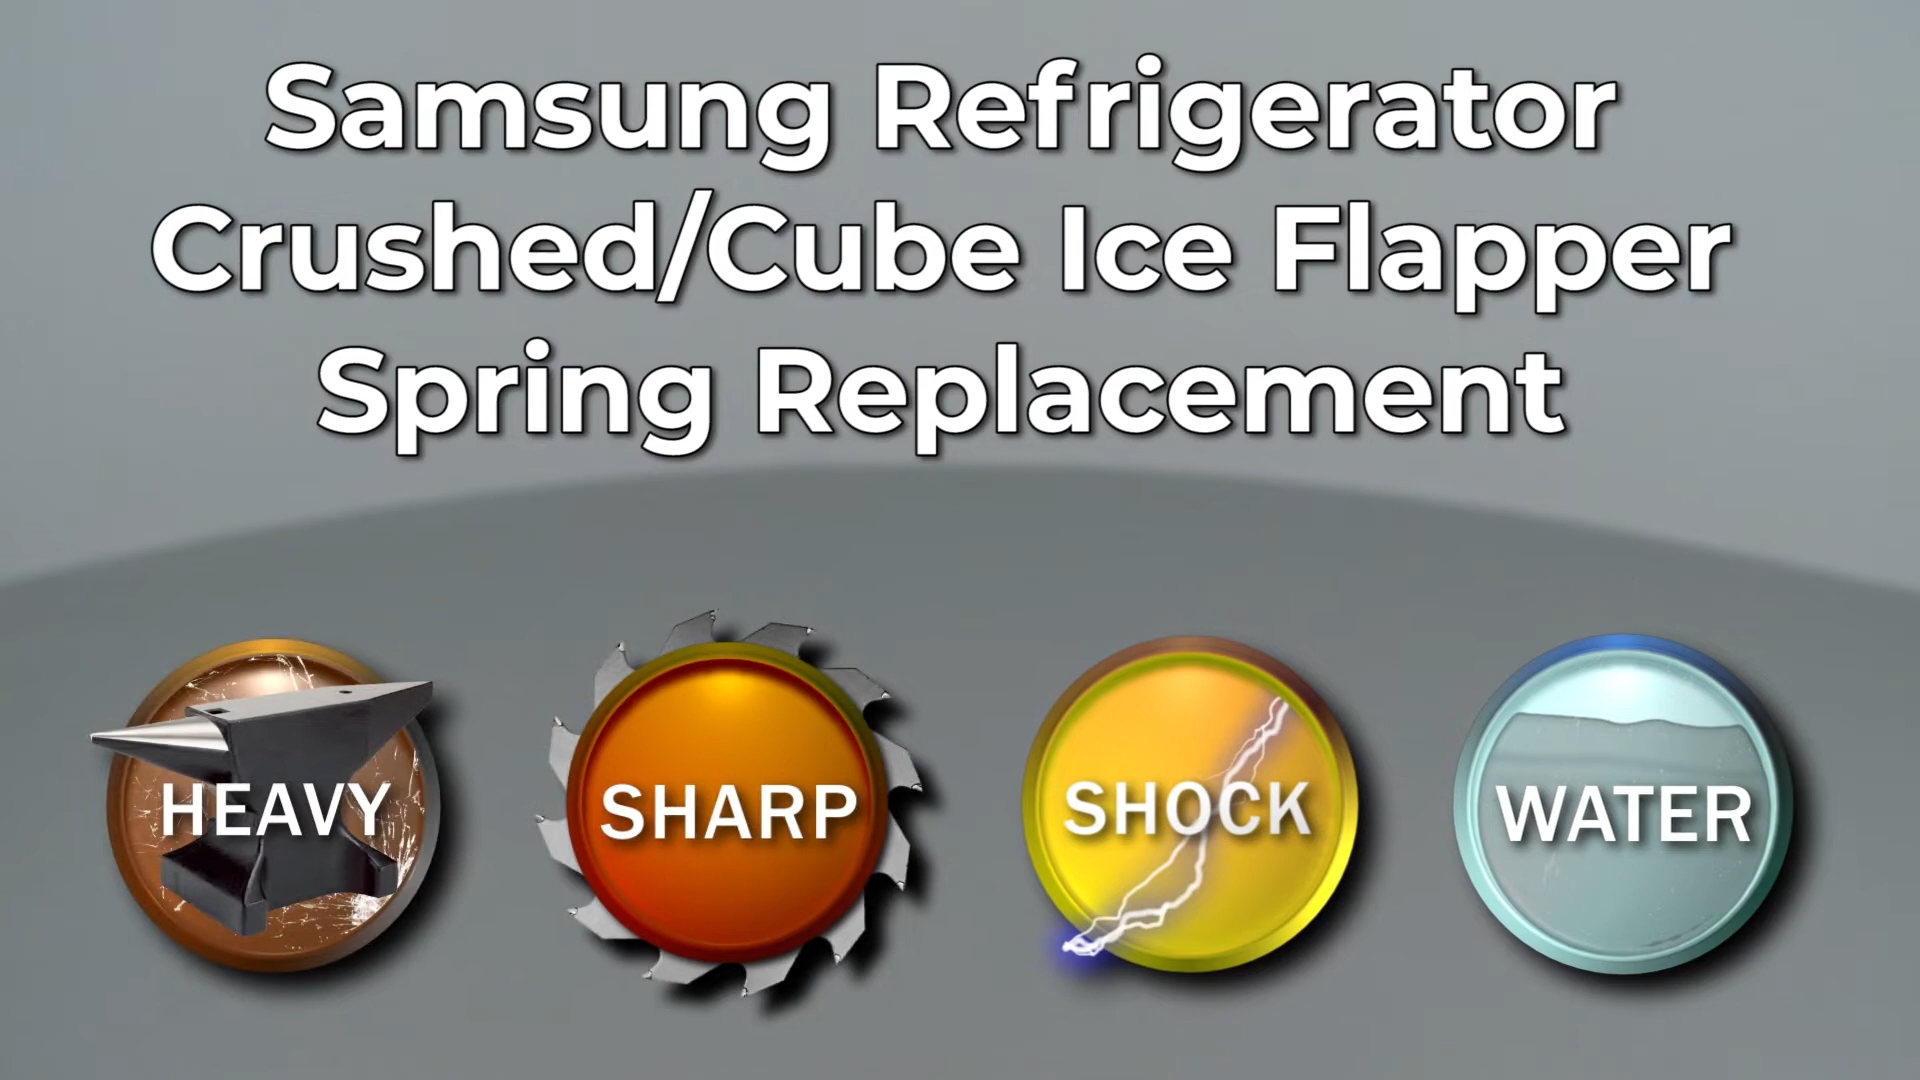 Samsung Refrigerator
Crushed/Cube Ice Flapper
Spring Replacement
HEAVY
SHARP
SHOCK
WATER